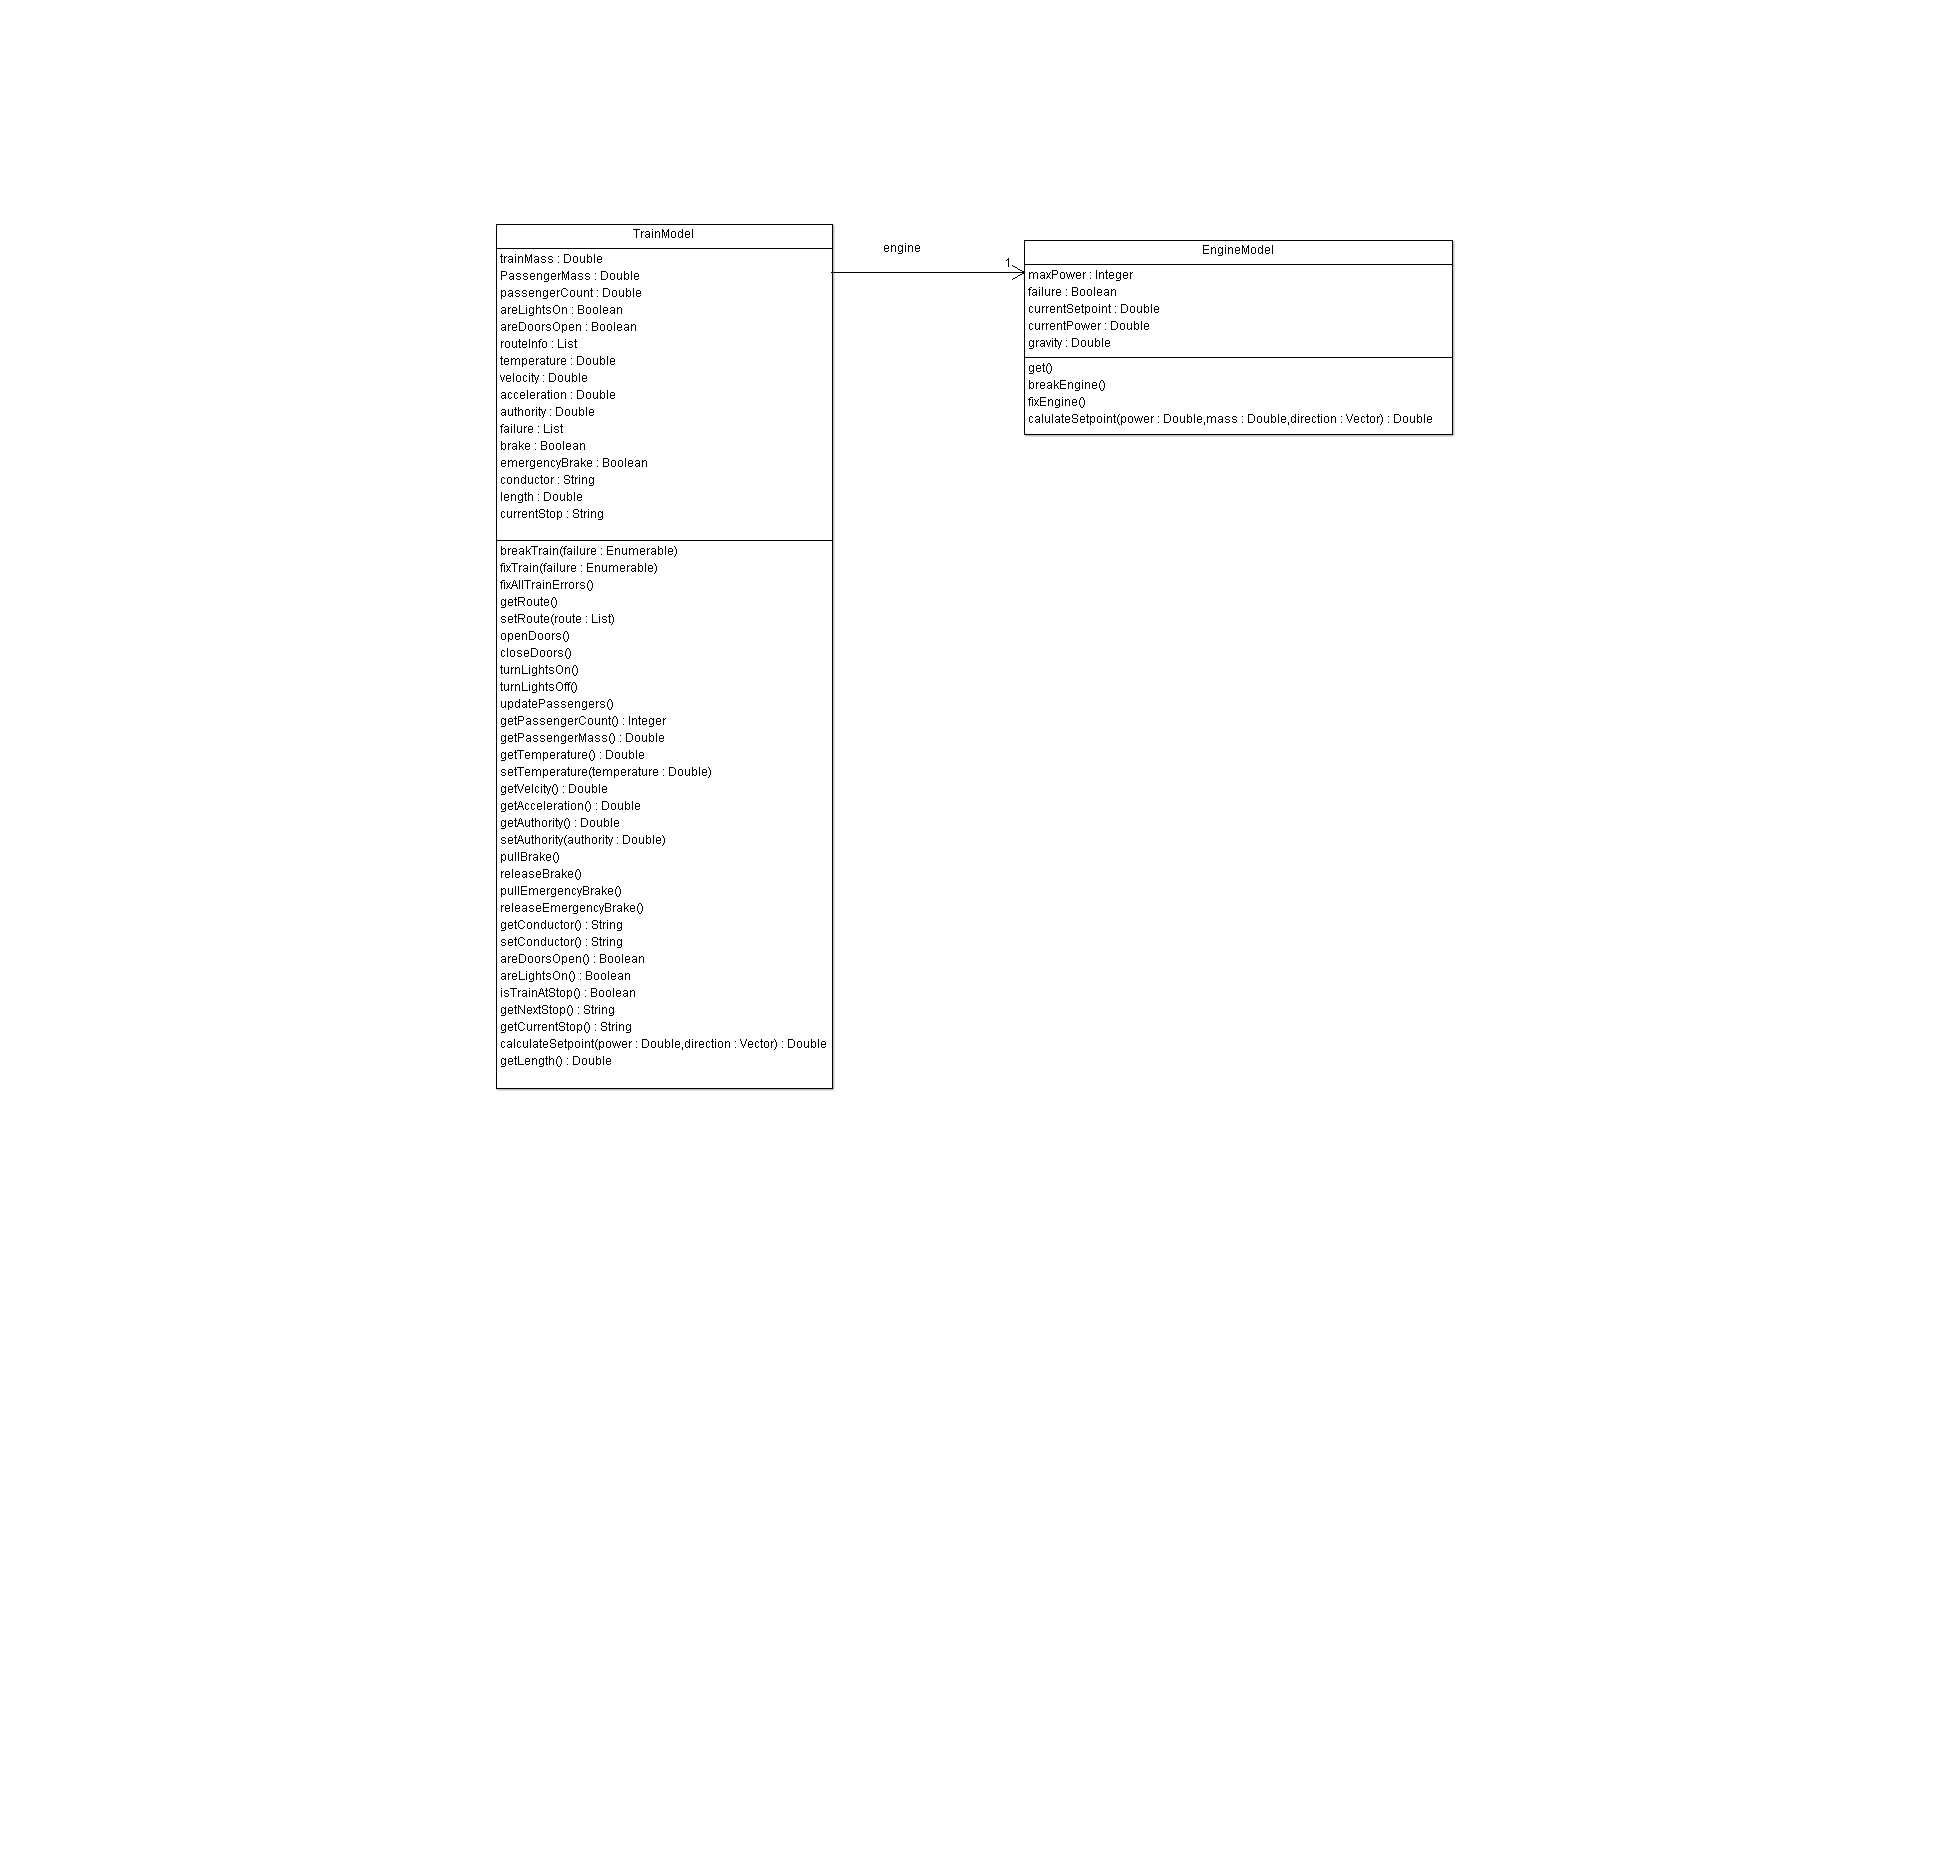 TrainModel
trainMass : Double
PassengerMass : Double
passengerCount : Double
areLightsOn : Boolean
areDoorsOpen : Boolean
routeInfo : List
temperature : Double
velocity : Double
acceleration : Double
authority : Double
failure : List
brake : Boolean
emergencyBrake : Boolean
conductor : String
length : Double
currentStop : String
breakTrain(failure : Enumerable)
fixTrain(failure : Enumerable)
fixAllTrainErrors()
getRoute()
setRoute(route : List)
openDoors()
closeDoors()
turnLightsOn()
turnLightsOff()
updatePassengers()
getPassengerCount() : Integer
getPassengerMass() : Double
getTemperature() : Double
setTemperature(temperature : Double)
getVelcity() : Double
getAcceleration() : Double
getAuthority() : Double
setAuthority(authority : Double)
pullBrake()
releaseBrake()
pullEmergencyBrake()
releaseEmergencyBrake()
getConductor() : String
setConductor() : String
areDoorsOpen() : Boolean
areLightsOn() : Boolean
isTrainAtStop() : Boolean
getNextStop() : String
getCurrentStop() : String
calculateSetpoint(power : Double,direction : Vector) : Double
getLength() : Double
engine
1
EngineModel
maxPower : Integer
failure : Boolean
currentSetpoint : Double
currentPower : Double
gravity : Double
get()
breakEngine()
fixEngine()
calulateSetpoint(power : Double,mass : Double,direction : Vector) : Double